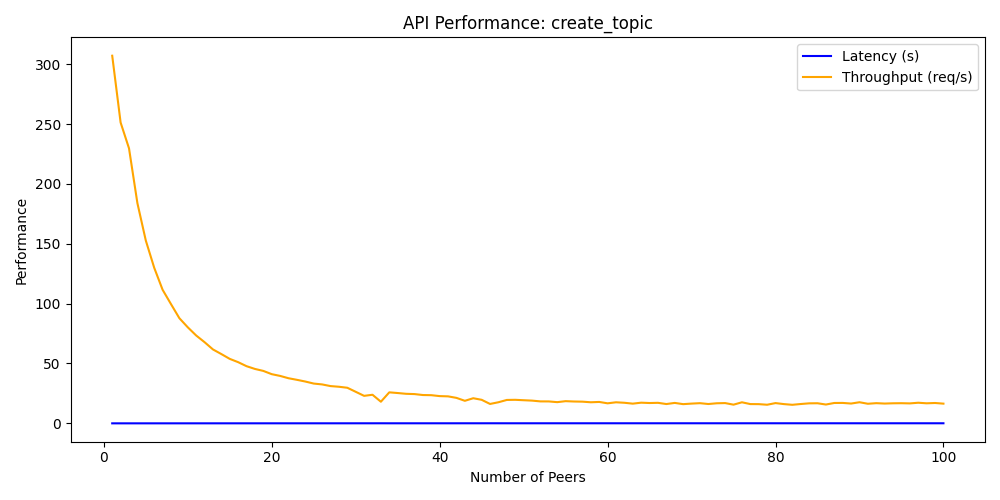 API Performance: create_topic
Latency (s)
Throughput (req/s)
300
250
200
150
100
50
0
Performance
0
20
40
60
80
100
Number of Peers